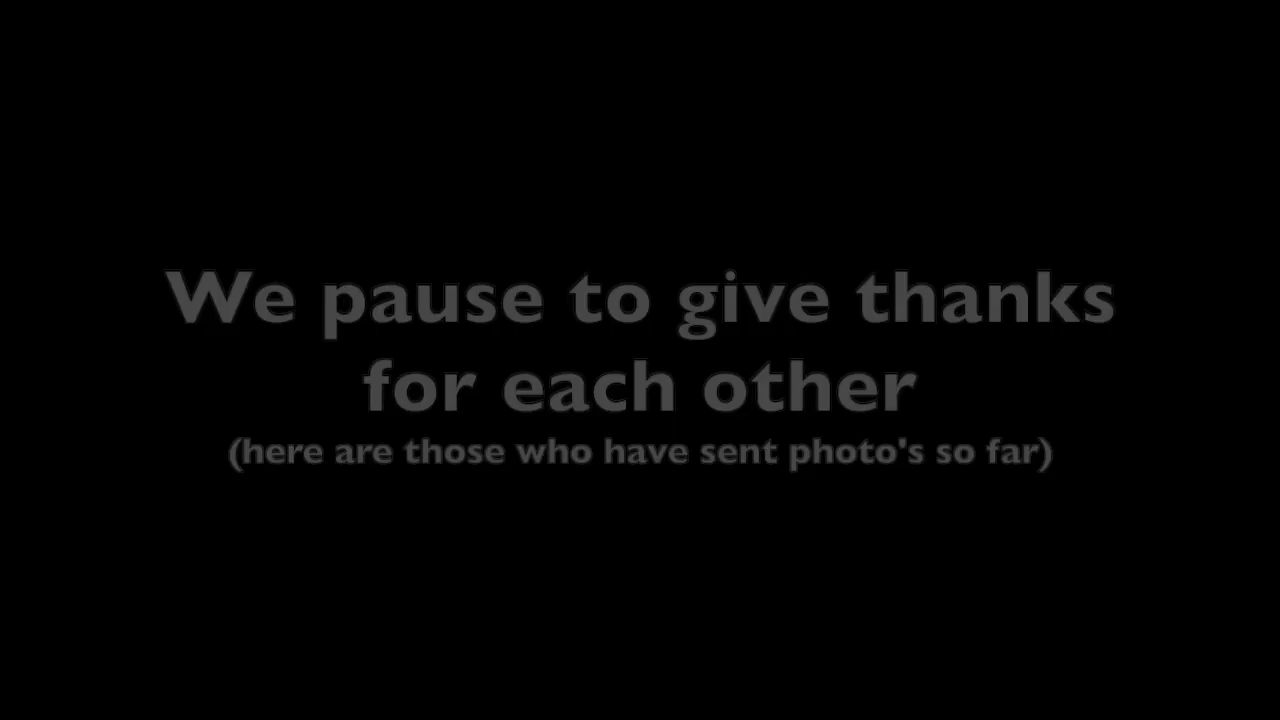 We pause to give thanks
for each other
(here are those who have sent photo's so far)